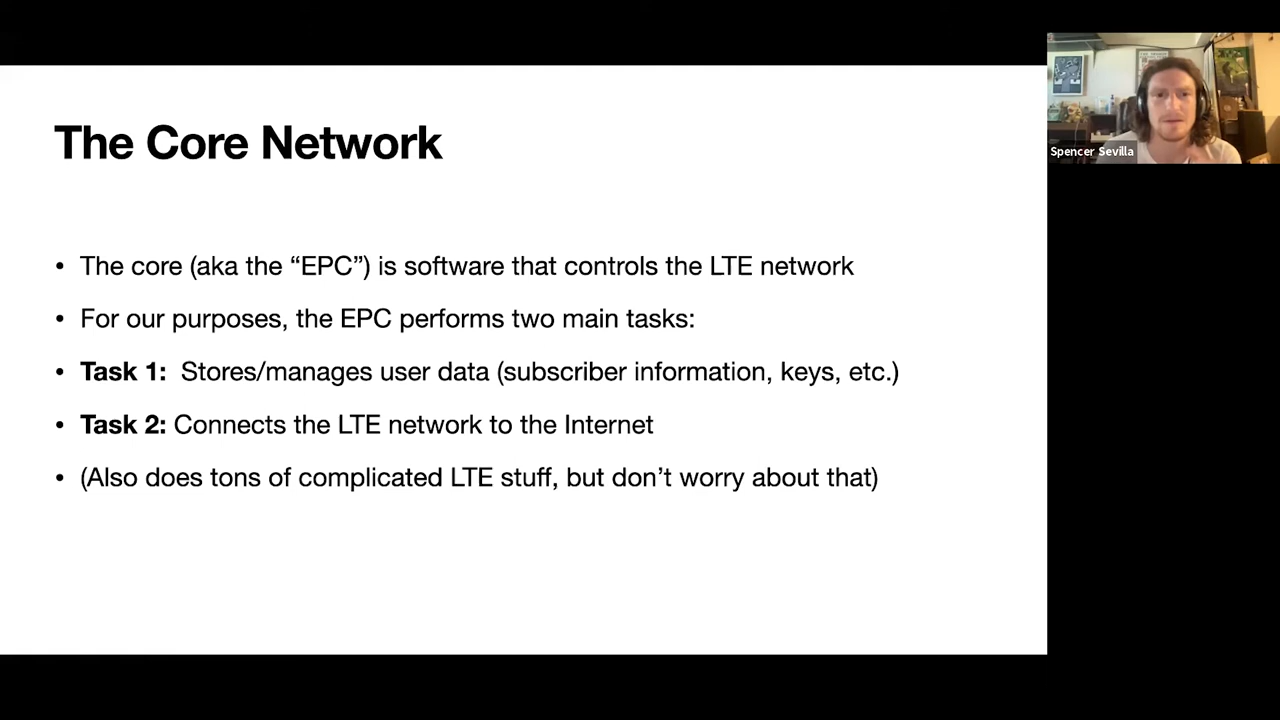 The Core Network
• The core (aka the “EPC”) is software that controls the LTE network
• For our purposes, the EPC performs two main tasks:
• Task 1:  Stores/manages user data (subscriber information, keys, etc.)
• Task 2: Connects the LTE network to the Internet
• (Also does tons of complicated LTE stuff, but don’t worry about that)
Spencer Sevilla